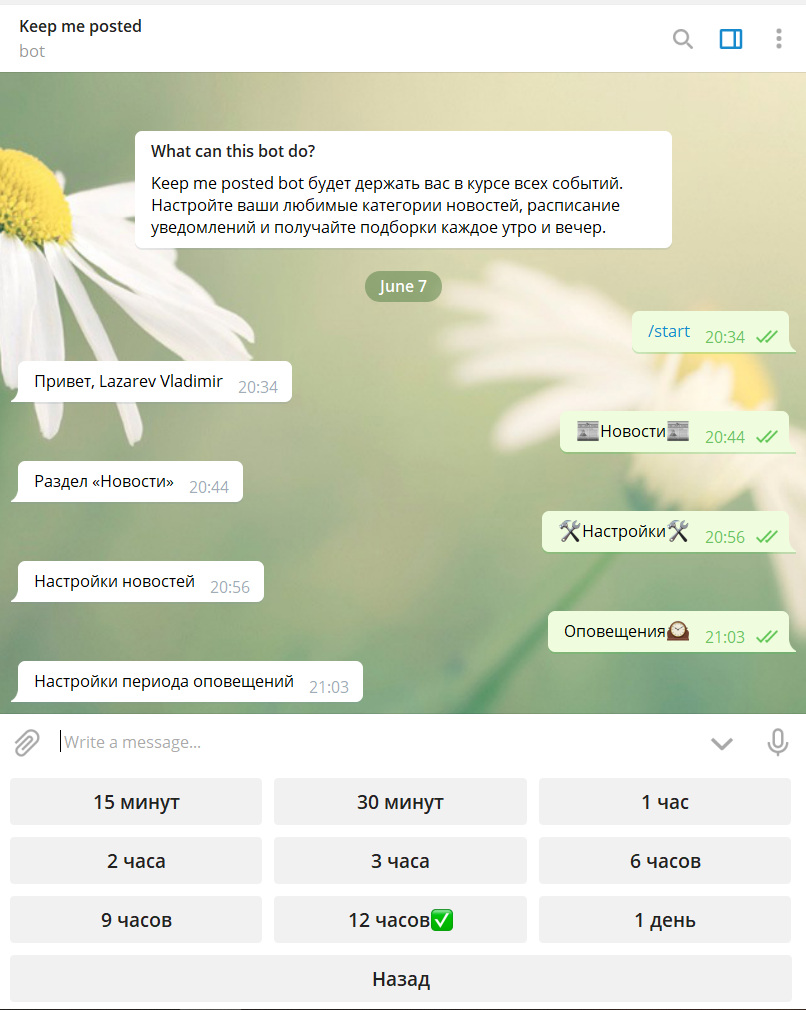 Keep me posted
bot
What can this bot do?
Keep me posted bot будет держать вас в курсе всех событий.
Настройте ваши любимые категории новостей, расписание
уведомлений и получайте подборки каждое утро и вечер.
June 7
/start 20:34
Привет, Lazarev Vladimir 20:34
Новости 20:44
Раздел «Новости» 20:44
Настройки 20:56
Настройки новостей 20:56
Оповещения 21:03
Настройки периода оповещений 21:03
Write a message...
15 минут 30 минут 1 час
2 часа 3 часа 6 часов
9 часов 12 часов✅ 1 день
Назад